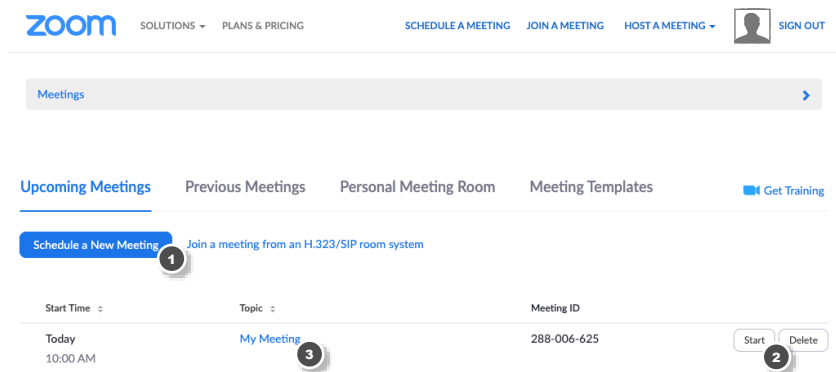 zoom SOLUTIONS PLANS & PRICING SCHEDULE A MEETING JOIN A MEETING HOST A MEETING SIGN OUT
Meetings
Upcoming Meetings Previous Meetings Personal Meeting Room Meeting Templates Get Training
Schedule a New Meeting Join a meeting from an H.323/SIP room system
1
Start Time Topic Meeting ID
Today My Meeting 288-006-625 Start Delete
10:00 AM 3 2